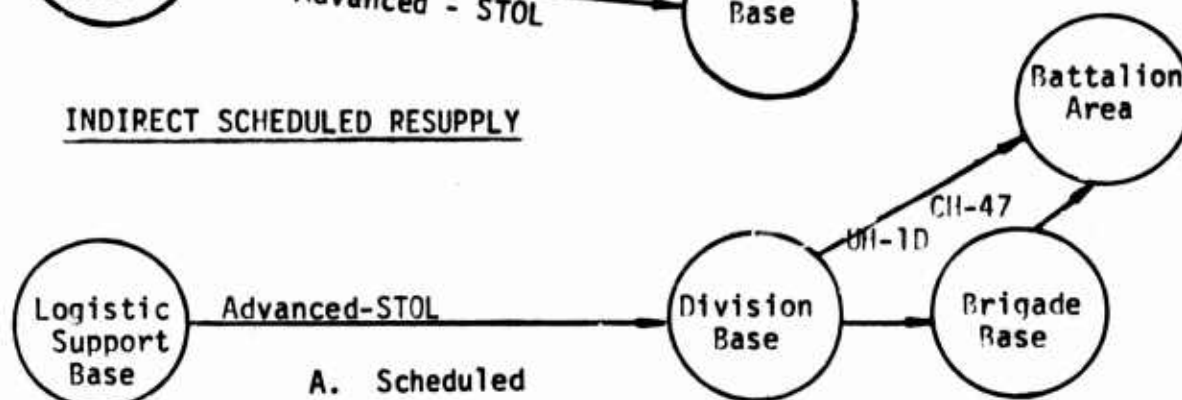 Advanced - STOL
Base
INDIRECT SCHEDULED RESUPPLY
Battalion
Area
CH-47
UH-1D
Logistic
Support
Base
Advanced-STOL
Division
Base
Brigade
Base
A. Scheduled